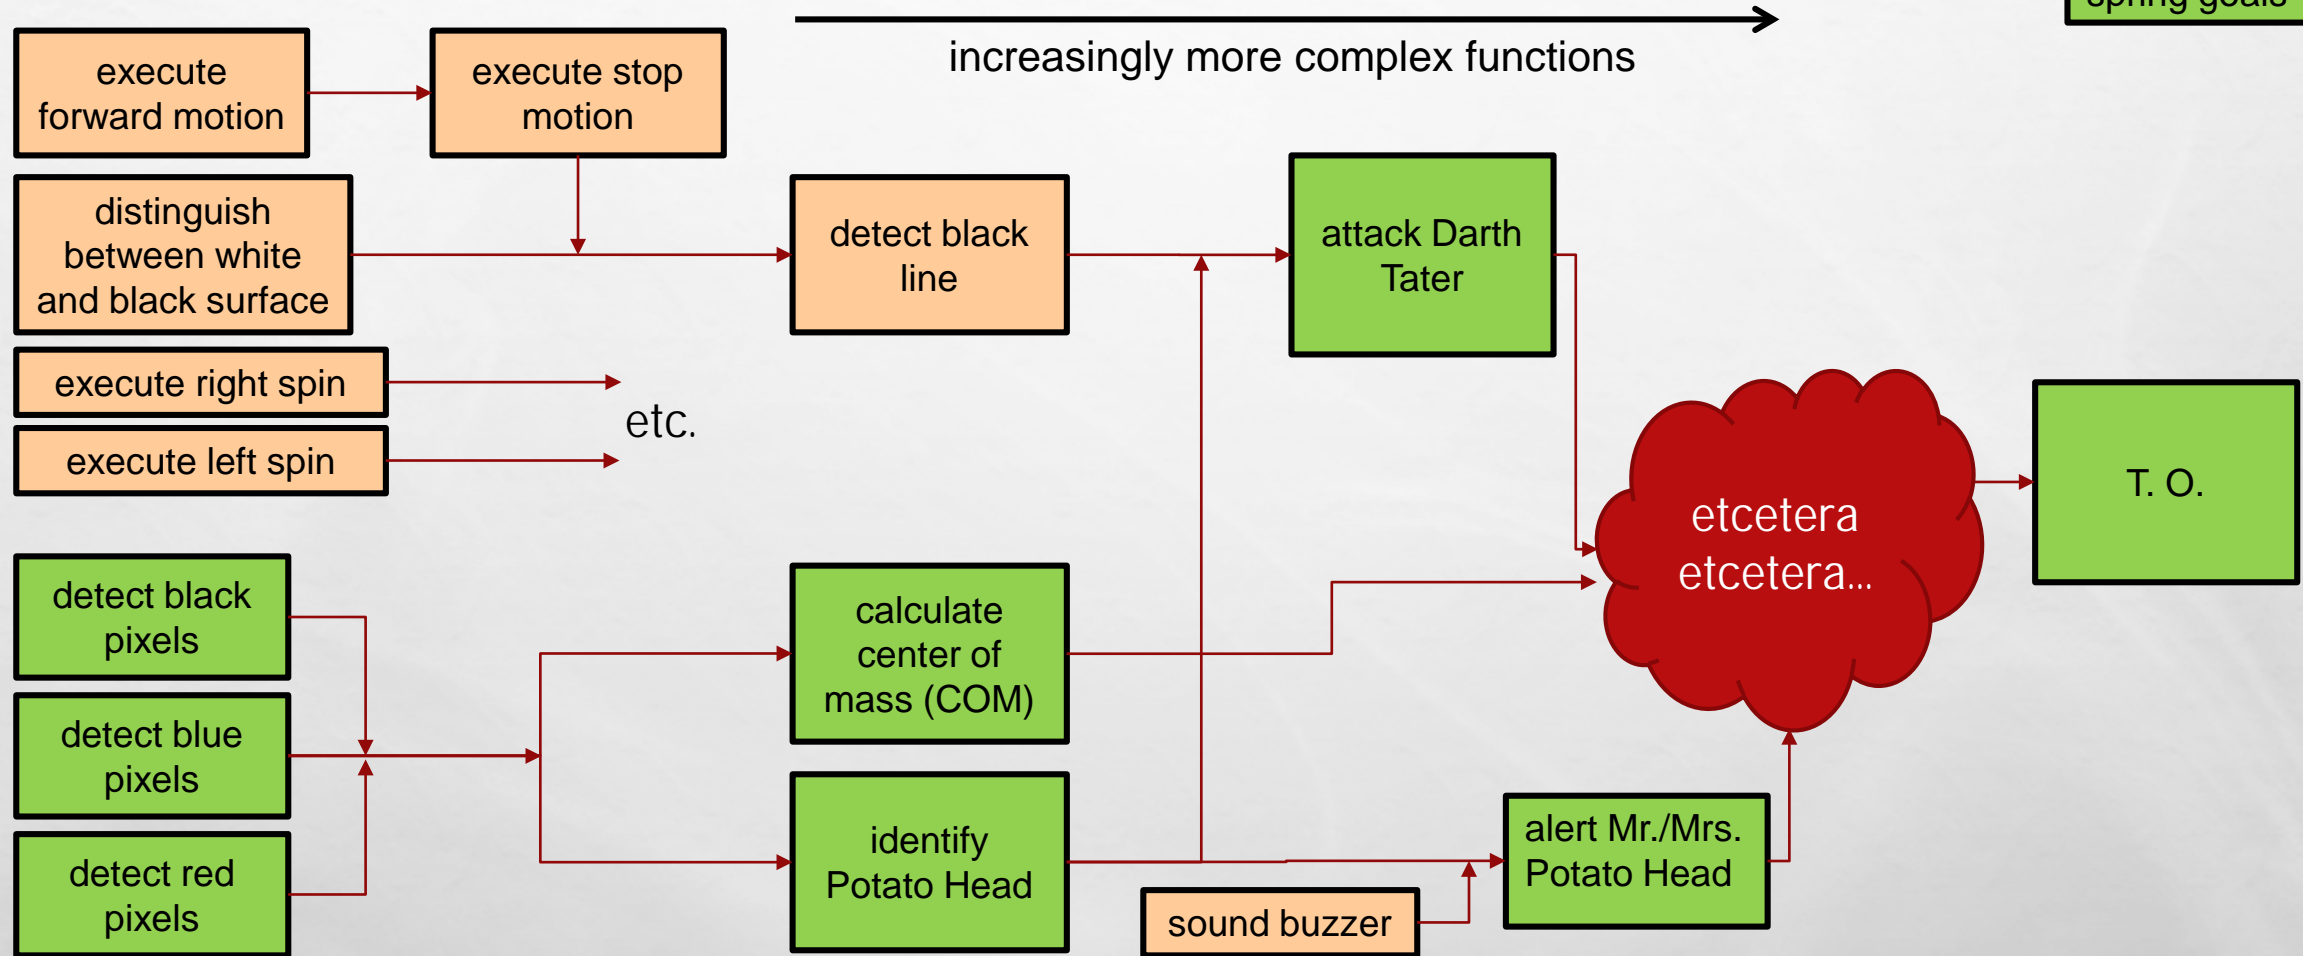 spring goals
increasingly more complex functions
execute
forward motion
execute stop
motion
distinguish
between white
and black surface
detect black
line
attack Darth
Tater
execute right spin
execute left spin
etc.
etcetera
etcetera...
T. O.
detect black
pixels
detect blue
pixels
detect red
pixels
calculate
center of
mass (COM)
identify
Potato Head
sound buzzer
alert Mr./Mrs.
Potato Head